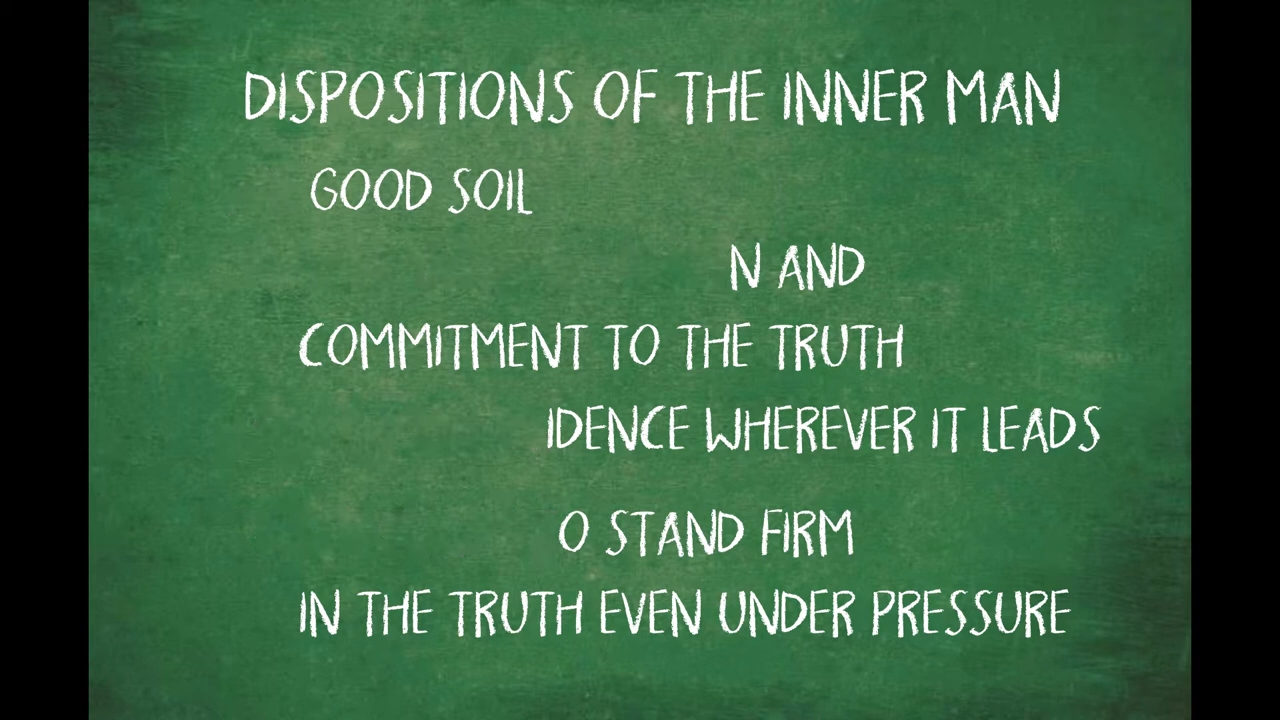 DISPOSITIONS OF THE INNER MAN
GOOD SOIL
N AND
COMMITMENT TO THE TRUTH
IDENCE WHEREVER IT LEADS
O STAND FIRM
IN THE TRUTH EVEN UNDER PRESSURE